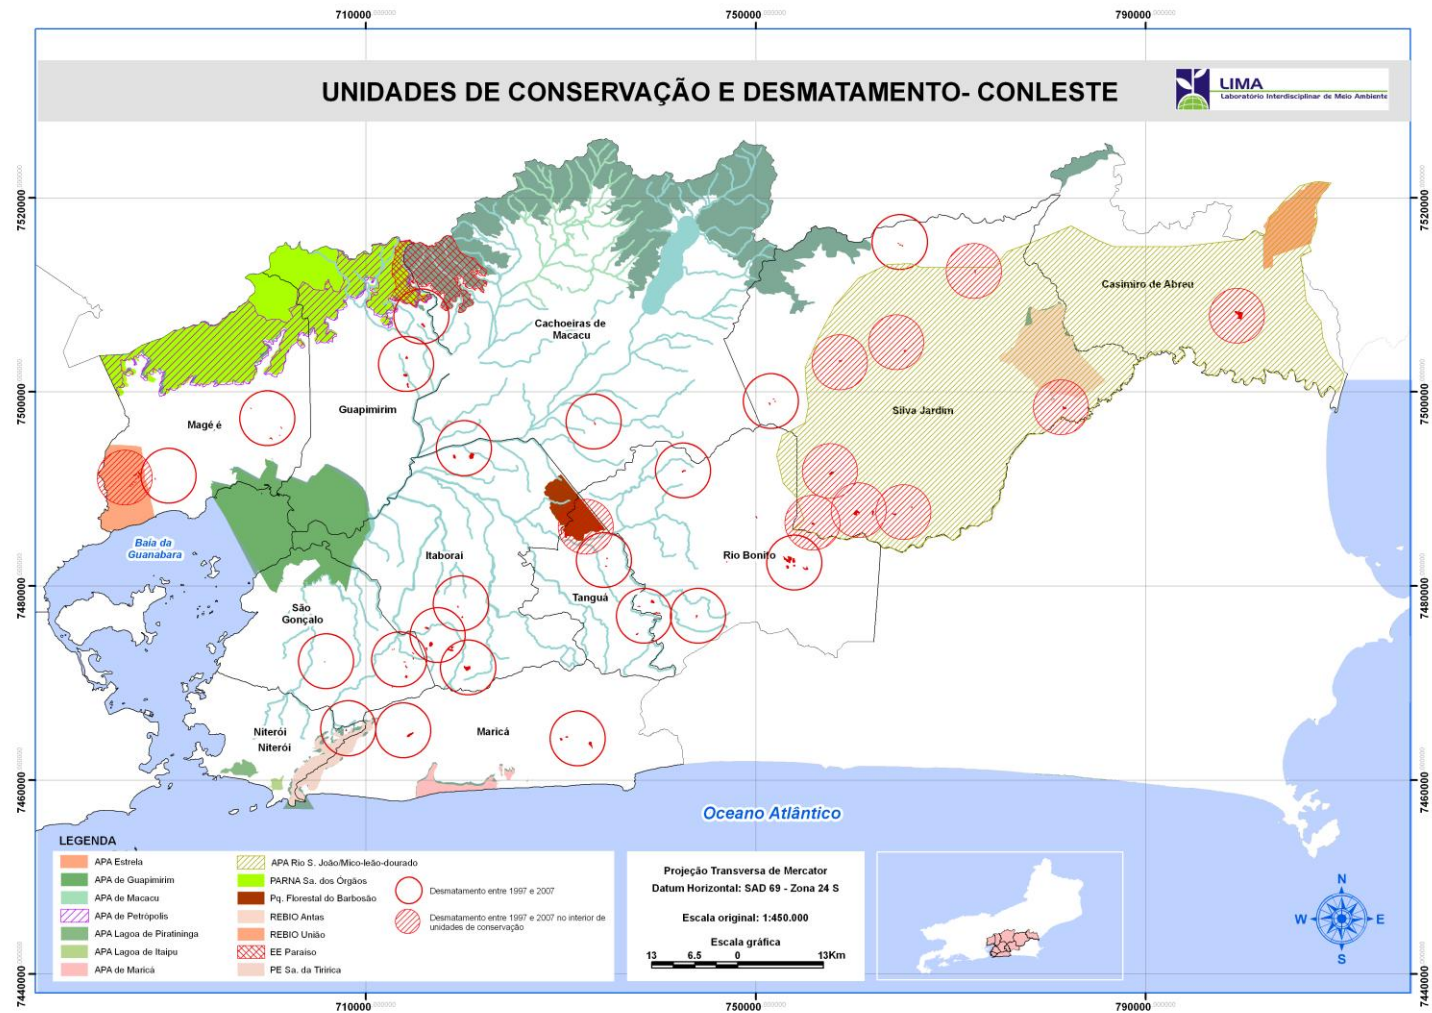 710000
750000
790000
UNIDADES DE CONSERVAÇÃO E DESMATAMENTO- CONLESTE
LIMA
Laboratório Interdisciplinar de Meio Ambiente
7520000
7520000
Casimiro de Abreu
Cachoeiras de
Macacu
7500000
7500000
Guapimirim
Silva Jardim
Magé é
Baía da
Guanabara
Itaboraí
Rio Bonito
7480000
7480000
Tanguá
São
Gonçalo
Niterói
Niterói
Maricá
7460000
7460000
Oceano Atlântico
LEGENDA
APA Estrela
APA de Guapimirim
APA de Macacu
APA de Petrópolis
APA Lagoa de Piratininga
APA Lagoa de Itaipu
APA de Maricá
APA Rio S. João/Mico-leão-dourado
PARNA Sa. dos Órgãos
Pq. Florestal do Barbosão
REBIO Antas
REBIO União
EE Paraiso
PE Sa. da Tiririca
Desmatamento entre 1997 e 2007
Desmatamento entre 1997 e 2007 no interior de
unidades de conservação
Projeção Transversa de Mercator
Datum Horizontal: SAD 69 - Zona 24 S
Escala original: 1:450.000
Escala gráfica
13 6.5 0 13Km
N
W E
S
7440000
7440000
710000
750000
790000